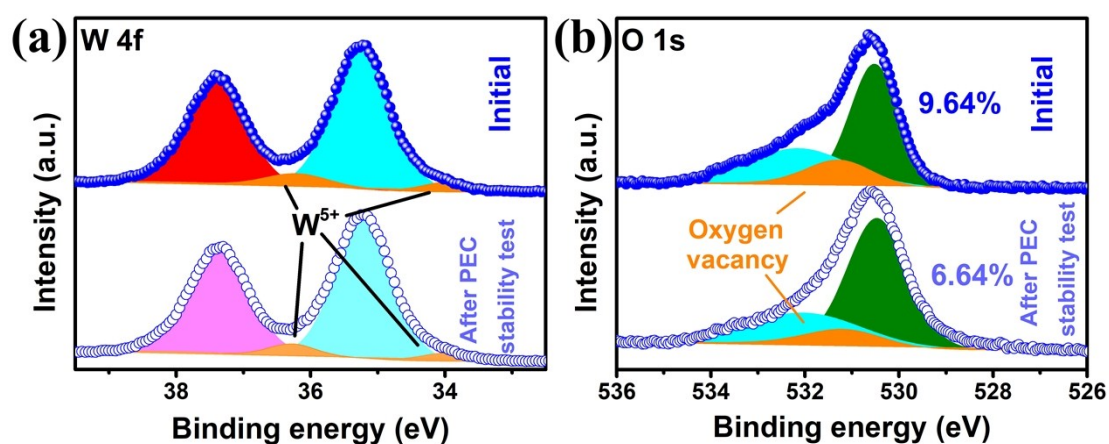 (a)
W 4f
Initial
W5+
After PEC
stability test
Intensity (a.u.)
38
36
34
Binding energy (eV)
(b)
O 1s
9.64%
Initial
Oxygen
vacancy
6.64%
After PEC
stability test
Intensity (a.u.)
536
534
532
530
528
526
Binding energy (eV)